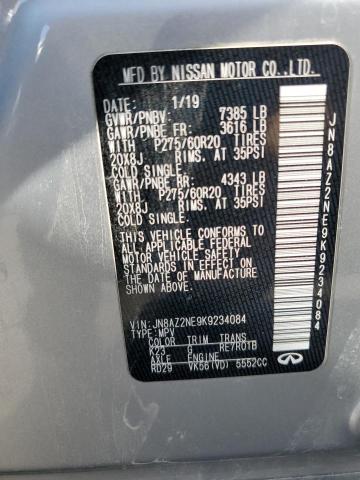 MFD BY NISSAN MOTOR CO.,LTD.
DATE: 1/19
GVWR/PNBV: 7385 LB
GAWR/PNBE FR: 3616 LB
WITH P275/60R20 TIRES
20X8J RIMS. AT 35PSI
COLD SINGLE.
GAWR/PNBE RR: 4343 LB
WITH P275/60R20 TIRES
20X8J RIMS. AT 35PSI
COLD SINGLE.
THIS VEHICLE CONFORMS TO
ALL APPLICABLE FEDERAL
MOTOR VEHICLE SAFETY
STANDARDS IN EFFECT ON
THE DATE OF MANUFACTURE
SHOWN ABOVE.
VIN: JN8AZ2NE9K9234084
TYPE: MPV
COLOR TRIM TRANS
K23 G RE7R01B
AXLE ENGINE
RD29 VK56(VD) 5552CC
INFINITI
JN8AZ2NE9K9234084